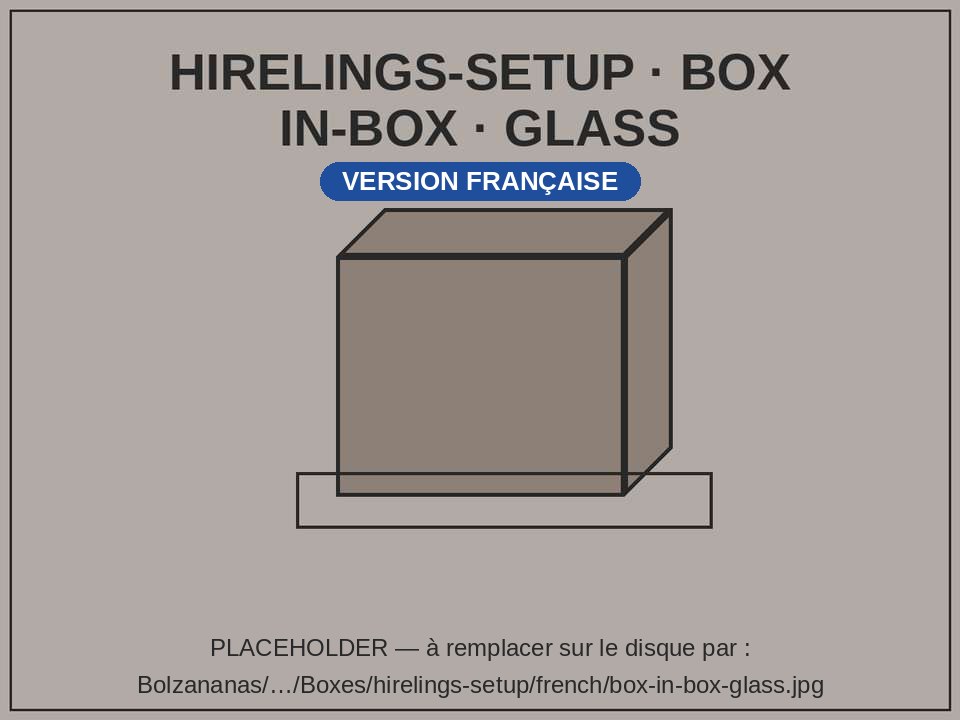 HIRELINGS-SETUP · BOX
IN-BOX · GLASS
VERSION FRANÇAISE
PLACEHOLDER — à remplacer sur le disque par :
Bolzananas/…/Boxes/hirelings-setup/french/box-in-box-glass.jpg